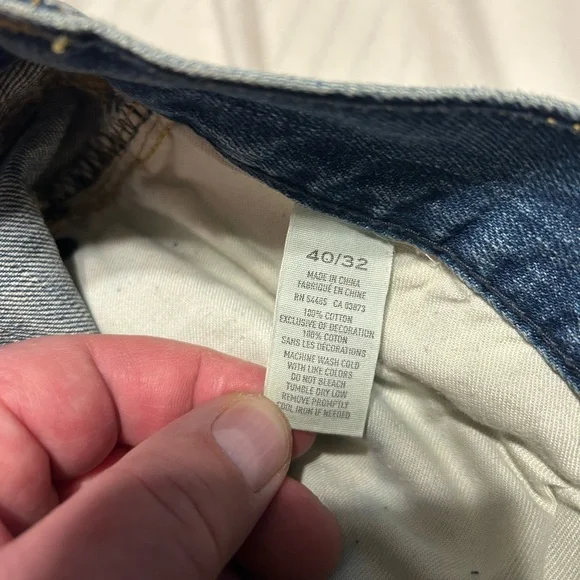 40/32
MADE IN CHINA
FABRIQUÉ EN CHINE
RN 54485 CA 03873
100% COTTON
EXCLUSIVE OF DECORATION
100% COTON
SANS LES DÉCORATIONS
MACHINE WASH COLD
WITH LIKE COLORS
DO NOT BLEACH
TUMBLE DRY LOW
REMOVE PROMPTLY
COOL IRON IF NEEDED